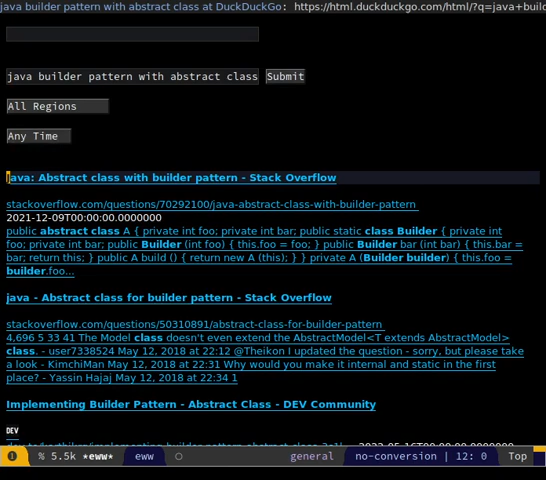 java builder pattern with abstract class at DuckDuckGo: https://html.duckduckgo.com/html/?q=java+build
java builder pattern with abstract class Submit
All Regions
Any Time
java: Abstract class with builder pattern - Stack Overflow
stackoverflow.com/questions/70292100/java-abstract-class-with-builder-pattern
2021-12-09T00:00:00.0000000
public abstract class A { private int foo; private int bar; public static class Builder { private int
foo; private int bar; public Builder (int foo) { this.foo = foo; } public Builder bar (int bar) { this.bar =
bar; return this; } public A build () { return new A (this); } } private A (Builder builder) { this.foo =
builder.foo...
java - Abstract class for builder pattern - Stack Overflow
stackoverflow.com/questions/50310891/abstract-class-for-builder-pattern
4,696 5 33 41 The Model class doesn't even extend the AbstractModel<T extends AbstractModel>
class. - user7338524 May 12, 2018 at 22:12 @Theikon I updated the question - sorry, but please take
a look - KimchiMan May 12, 2018 at 22:31 Why would you make it internal and static in the first
place? - Yassin Hajaj May 12, 2018 at 22:34 1
Implementing Builder Pattern - Abstract Class - DEV Community
DEV
% 5.5k *eww* eww general no-conversion | 12: 0 Top